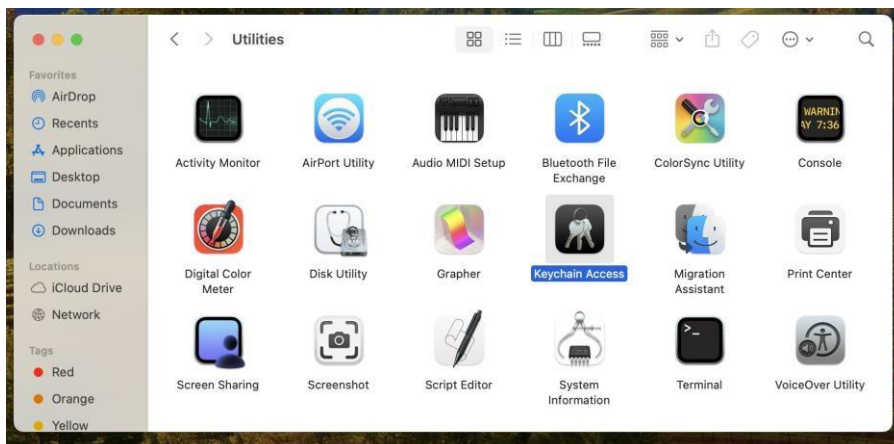 Utilities
Favorites
AirDrop
Recents
Applications
Desktop
Documents
Downloads
Locations
iCloud Drive
Network
Tags
Red
Orange
Yellow
WARNIN
AY 7:36
Activity Monitor
AirPort Utility
Audio MIDI Setup
Bluetooth File
Exchange
ColorSync Utility
Console
Digital Color
Meter
Disk Utility
Grapher
Keychain Access
Migration
Assistant
Print Center
>_
Screen Sharing
Screenshot
Script Editor
System
Information
Terminal
VoiceOver Utility